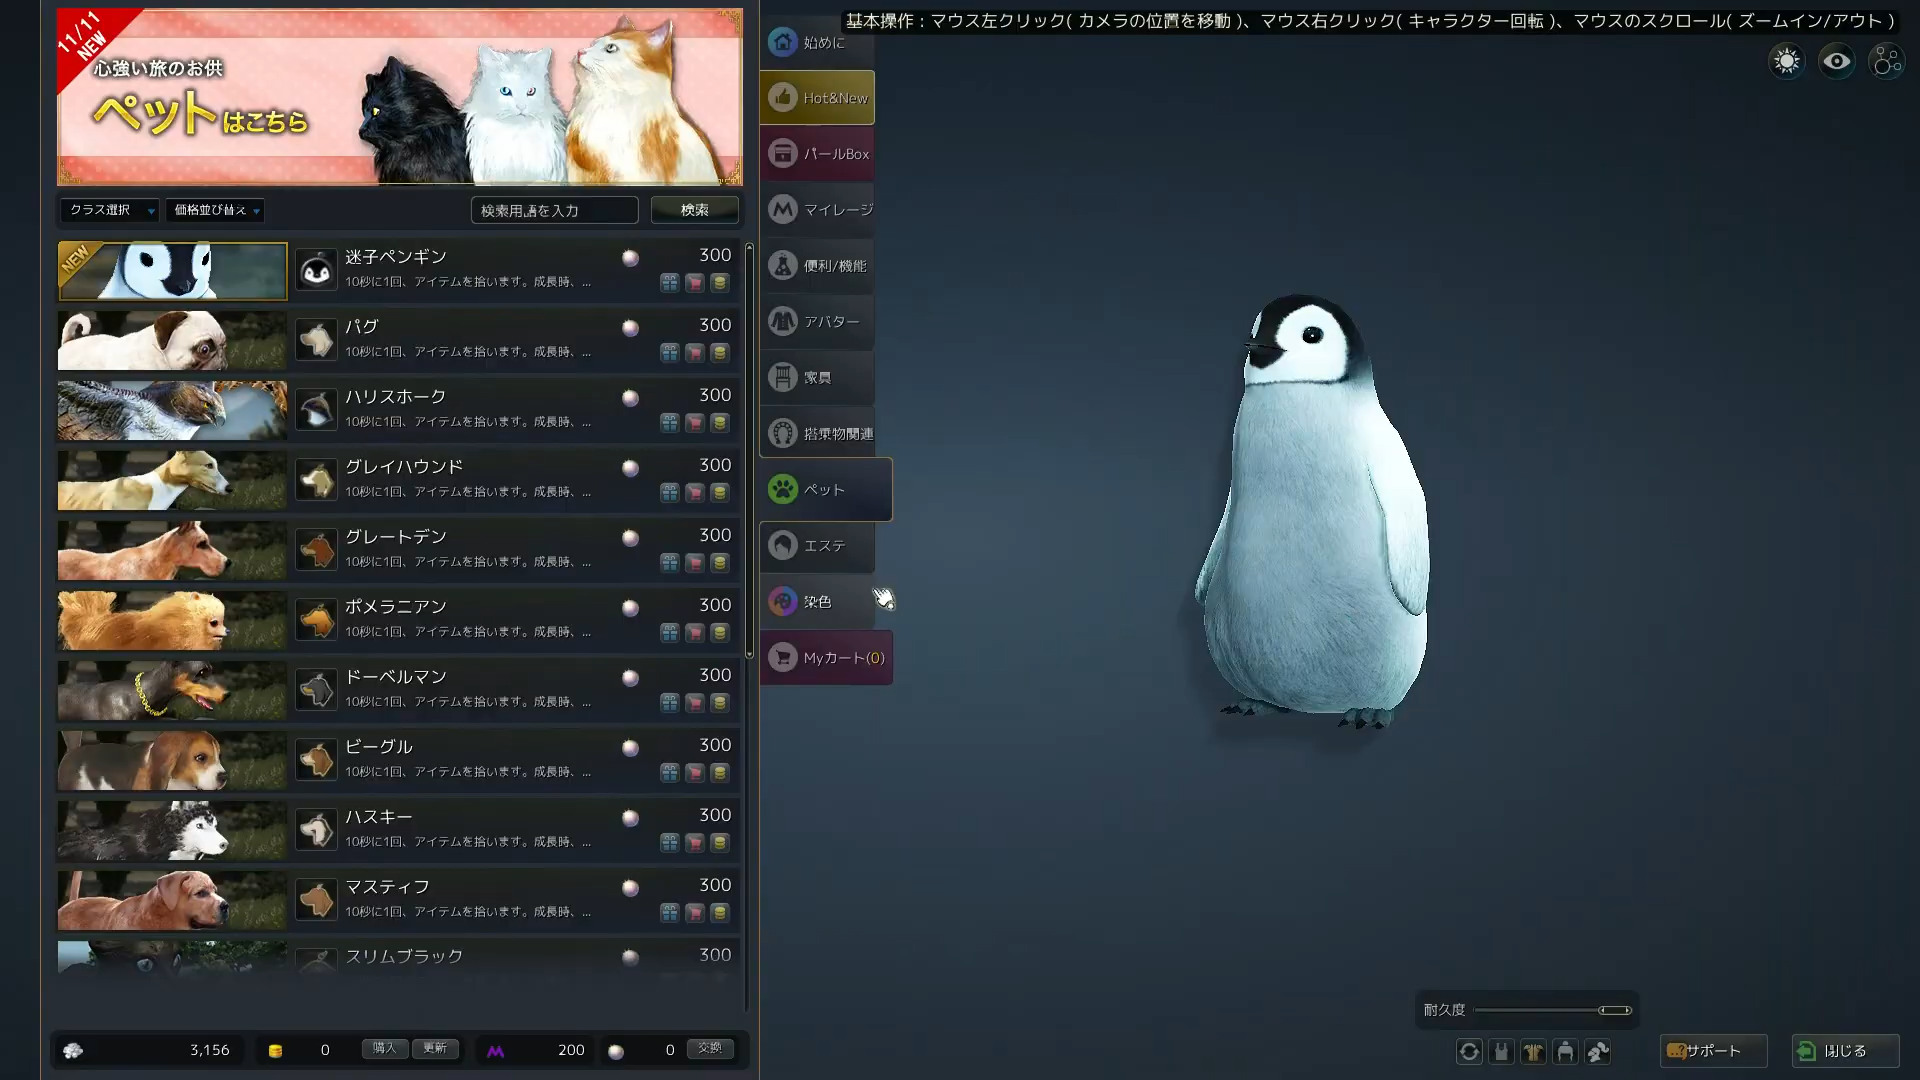 基本操作 : マウス左クリック( カメラの位置を移動 )、マウス右クリック( キャラクター回転 )、マウスのスクロール( ズームイン/アウト )
11/11
NEW
心強い旅のお供
ペットはこちら
クラス選択
価格並び替え
検索用語を入力
検索
NEW
迷子ペンギン
300
10秒に1回、アイテムを拾います。成長時、...
パグ
300
10秒に1回、アイテムを拾います。成長時、...
ハリスホーク
300
10秒に1回、アイテムを拾います。成長時、...
グレイハウンド
300
10秒に1回、アイテムを拾います。成長時、...
グレートデン
300
10秒に1回、アイテムを拾います。成長時、...
ポメラニアン
300
10秒に1回、アイテムを拾います。成長時、...
ドーベルマン
300
10秒に1回、アイテムを拾います。成長時、...
ビーグル
300
10秒に1回、アイテムを拾います。成長時、...
ハスキー
300
10秒に1回、アイテムを拾います。成長時、...
マスティフ
300
10秒に1回、アイテムを拾います。成長時、...
スリムブラック
300
3,156
0
購入
更新
200
0
交換
始めに
Hot&New
パールBox
マイレージ
便利/機能
アバター
家具
搭乗物関連
ペット
エステ
染色
Myカート(0)
耐久度
サポート
閉じる